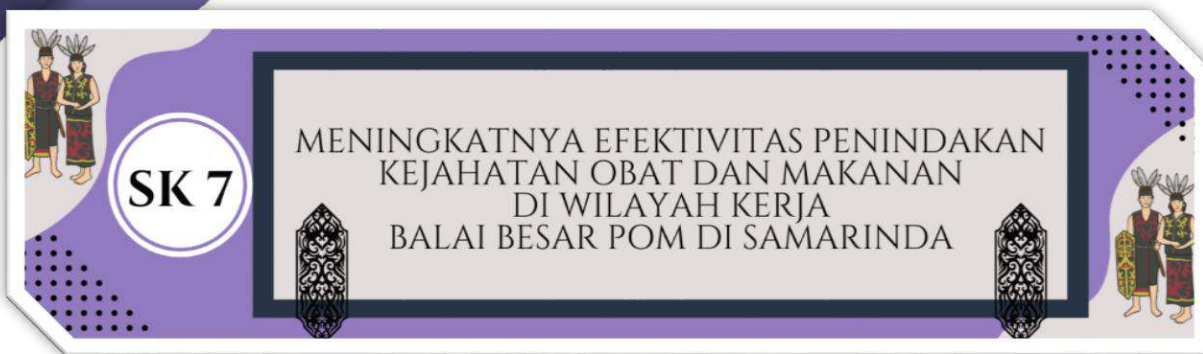 SK 7
MENINGKATNYA EFEKTIVITAS PENINDAKAN
KEJAHATAN OBAT DAN MAKANAN
DI WILAYAH KERJA
BALAI BESAR POM DI SAMARINDA